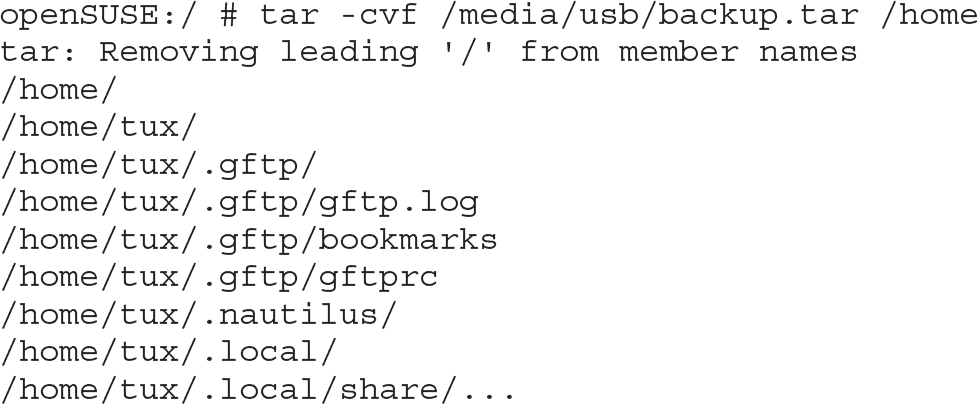 openSUSE:/ # tar -cvf /media/usb/backup.tar /home
tar: Removing leading '/' from member names
/home/
/home/tux/
/home/tux/.gftp/
/home/tux/.gftp/gftp.log
/home/tux/.gftp/bookmarks
/home/tux/.gftp/gftprc
/home/tux/.nautilus/
/home/tux/.local/
/home/tux/.local/share/...